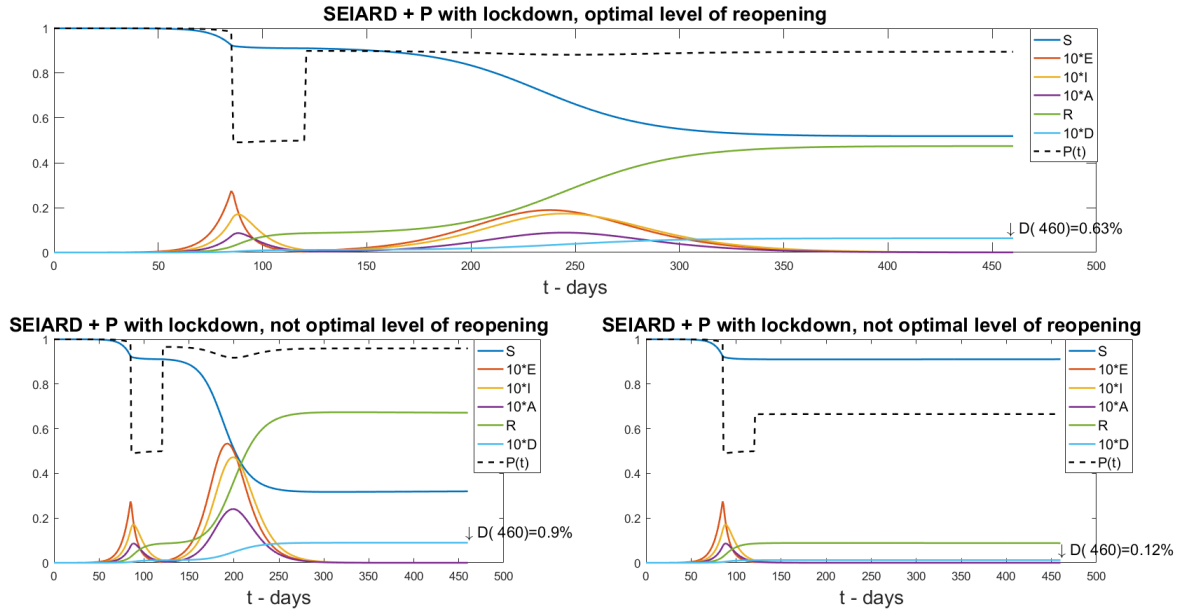 SEIARD + P with lockdown, optimal level of reopening
1
0.8
0.6
0.4
0.2
0
S
10*E
10*I
10*A
R
10*D
P(t)
↓ D( 460)=0.63%
0 50 100 150 200 250 300 350 400 450 500
t - days
SEIARD + P with lockdown, not optimal level of reopening
1
0.8
0.6
0.4
0.2
0
S
10*E
10*I
10*A
R
10*D
P(t)
↓ D( 460)=0.9%
0 50 100 150 200 250 300 350 400 450 500
t - days
SEIARD + P with lockdown, not optimal level of reopening
1
0.8
0.6
0.4
0.2
0
S
10*E
10*I
10*A
R
10*D
P(t)
↓ D( 460)=0.12%
0 50 100 150 200 250 300 350 400 450 500
t - days